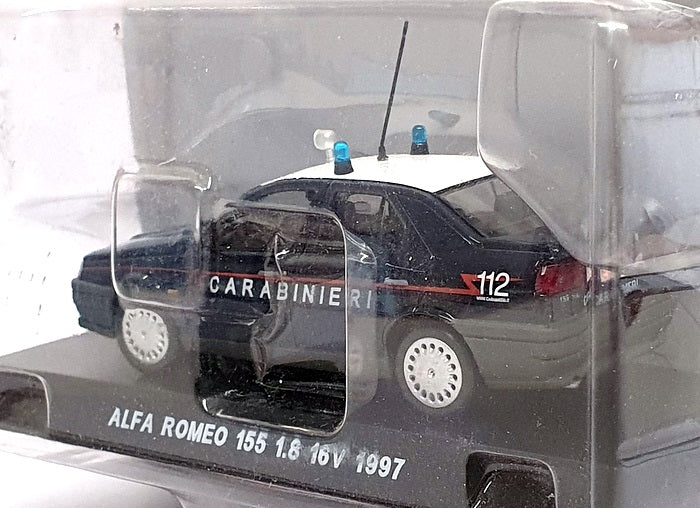 112
CARABINIERI
ALFA ROMEO 155 1.8 16V 1997